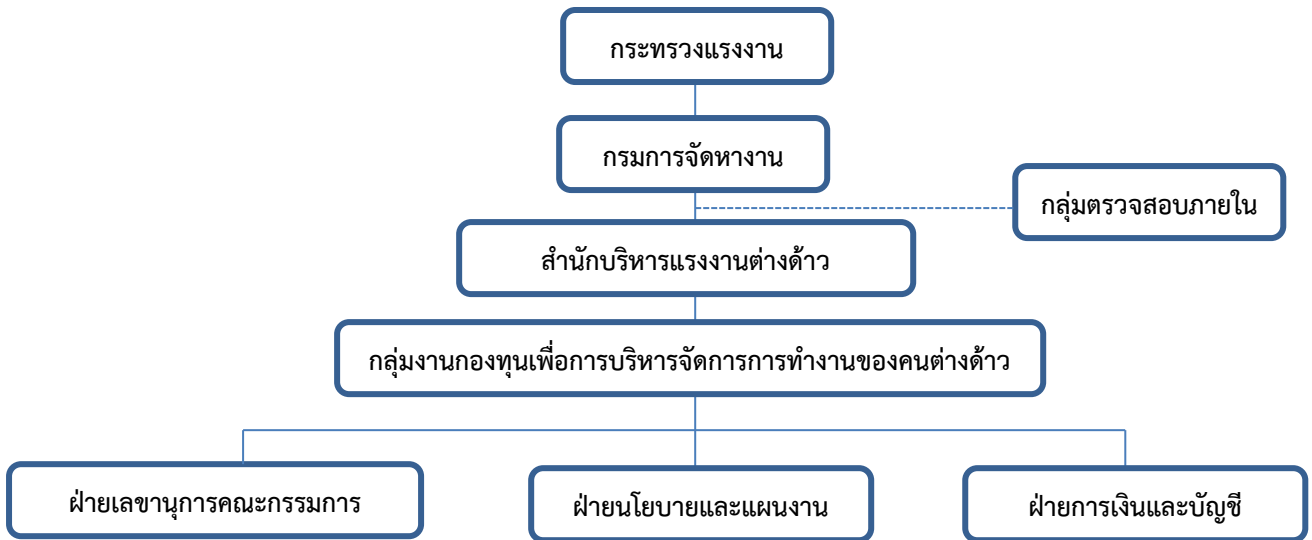 กระทรวงแรงงาน
กรมการจัดหางาน
กลุ่มตรวจสอบภายใน
สำนักบริหารแรงงานต่างด้าว
กลุ่มงานกองทุนเพื่อการบริหารจัดการการทำงานของคนต่างด้าว
ฝ่ายเลขานุการคณะกรรมการ
ฝ่ายนโยบายและแผนงาน
ฝ่ายการเงินและบัญชี